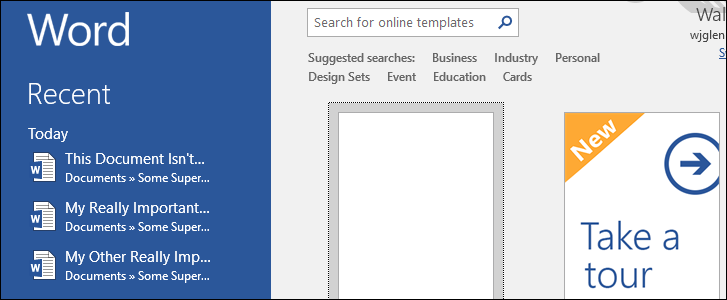 Word
Recent
Today
This Document Isn't...
Documents » Some Super...
My Really Important...
Documents » Some Super...
My Other Really Imp...
Documents » Some Super...
Search for online templates
Suggested searches: Business Industry Personal
Design Sets Event Education Cards
Wal
wjglen
S
New
Take a
tour